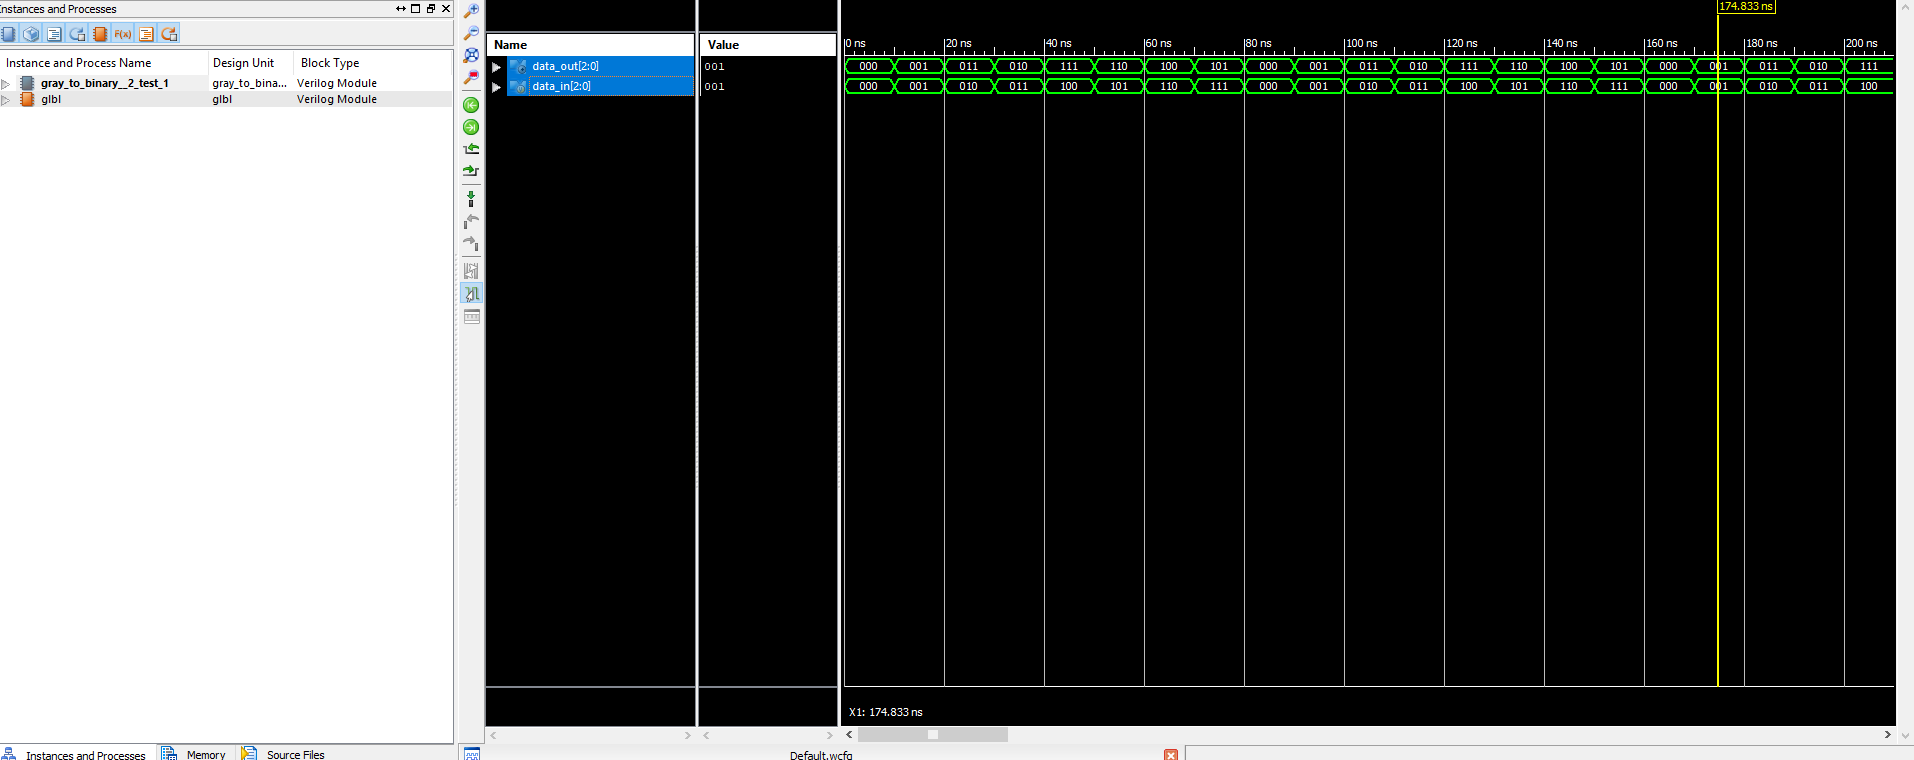 Instances and Processes
174.833 ns
F(x)
Name
Value
0 ns 20 ns 40 ns 60 ns 80 ns 100 ns 120 ns 140 ns 160 ns 180 ns 200 ns
Instance and Process Name Design Unit Block Type
data_out[2:0] 001 000 001 011 010 111 110 100 101 000 001 011 010 111 110 100 101 000 001 011 010 111
gray_to_binary__2_test_1 gray_to_bina... Verilog Module
data_in[2:0] 001 000 001 010 011 100 101 110 111 000 001 010 011 100 101 110 111 000 001 010 011 100
glbl glbl Verilog Module
X1: 174.833 ns
Instances and Processes Memory Source Files
Default.wcfg